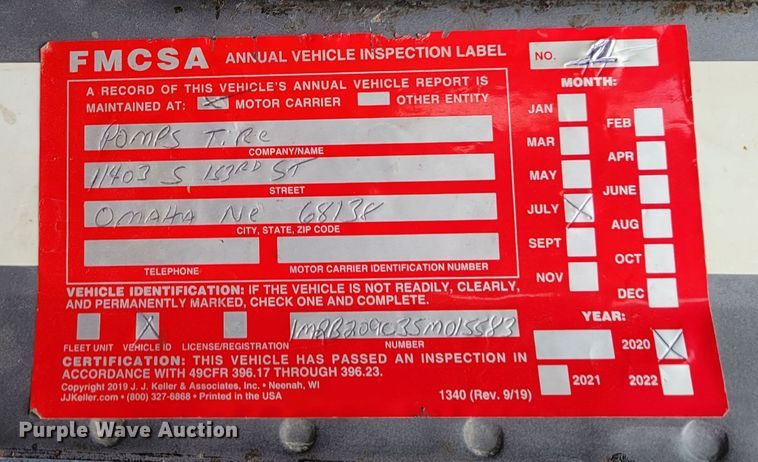 FMCSA ANNUAL VEHICLE INSPECTION LABEL NO.
A RECORD OF THIS VEHICLE'S ANNUAL VEHICLE REPORT IS
MAINTAINED AT: X MOTOR CARRIER OTHER ENTITY
POMPS TiRe
COMPANY/NAME
11403 S 153RD ST
STREET
OMAHA Ne 68138
CITY, STATE, ZIP CODE
TELEPHONE MOTOR CARRIER IDENTIFICATION NUMBER
MONTH:
JAN FEB
MAR APR
MAY JUNE
JULY X AUG
SEPT OCT
NOV DEC
VEHICLE IDENTIFICATION: IF THE VEHICLE IS NOT READILY, CLEARLY,
AND PERMANENTLY MARKED, CHECK ONE AND COMPLETE.
X
FLEET UNIT VEHICLE ID LICENSE/REGISTRATION NUMBER
YEAR:
2020 X
2021 2022
CERTIFICATION: THIS VEHICLE HAS PASSED AN INSPECTION IN
ACCORDANCE WITH 49CFR 396.17 THROUGH 396.23.
Copyright 2019 J. J. Keller & Associates, Inc. • Neenah, WI
JJKeller.com • (800) 327-6868 • Printed in the USA 1340 (Rev. 9/19)
Purple Wave Auction